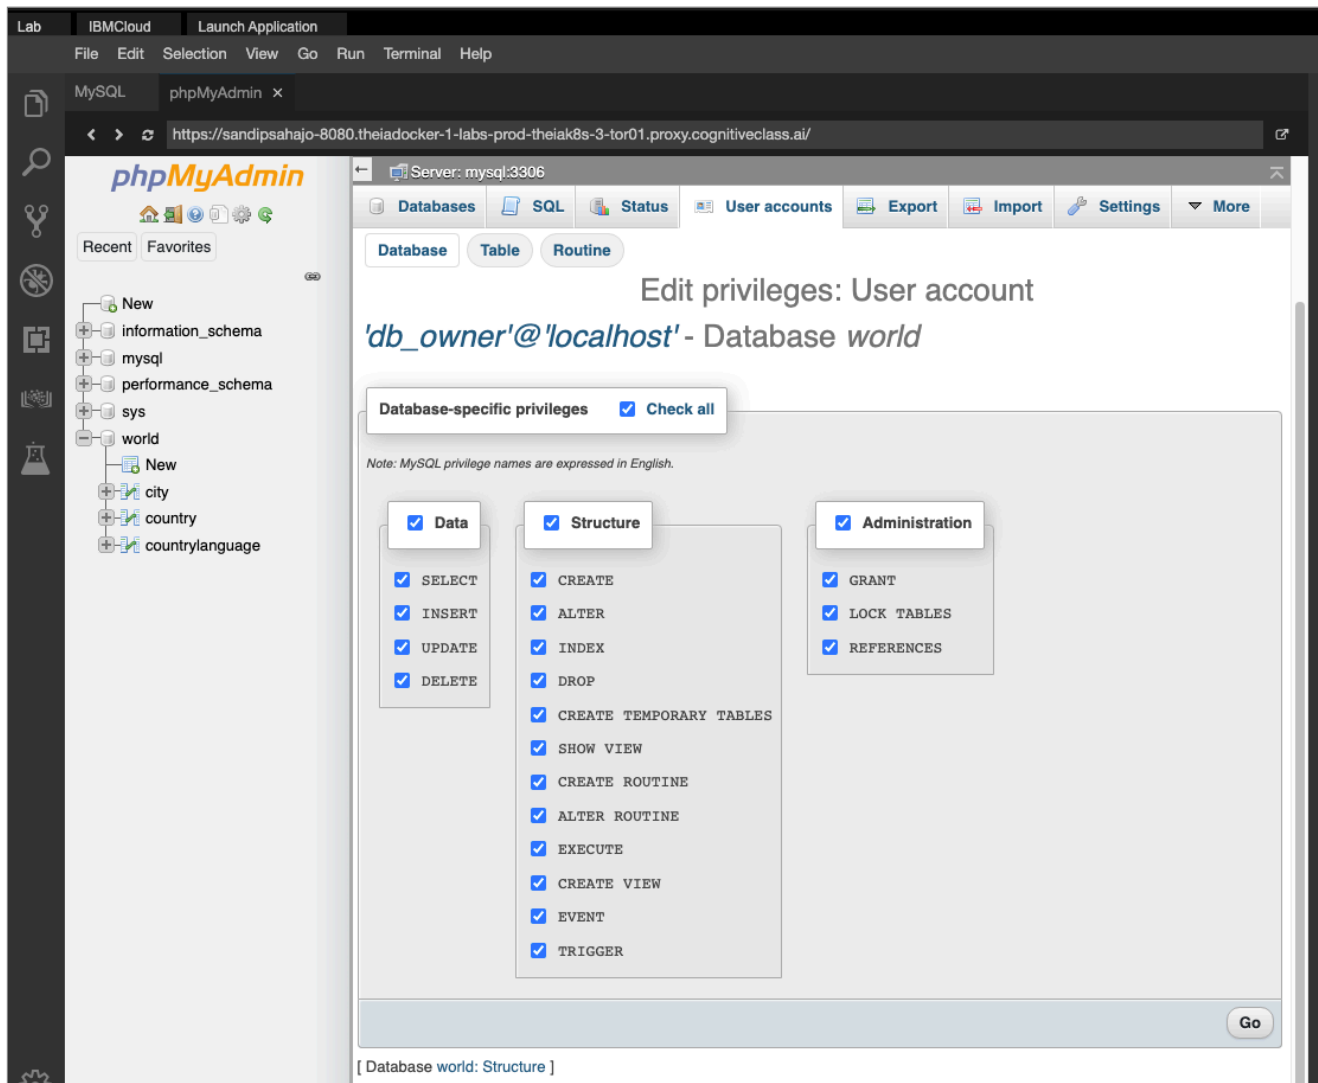 Lab IBMCloud Launch Application
File Edit Selection View Go Run Terminal Help
MySQL phpMyAdmin ×
https://sandipsahajo-8080.theiadocker-1-labs-prod-theiak8s-3-tor01.proxy.cognitiveclass.ai/
phpMyAdmin
Recent Favorites
New
information_schema
mysql
performance_schema
sys
world
New
city
country
countrylanguage
Server: mysql:3306
Databases SQL Status User accounts Export Import Settings More
Database Table Routine
Edit privileges: User account
'db_owner'@'localhost' - Database world
Database-specific privileges Check all
Note: MySQL privilege names are expressed in English.
Data
SELECT
INSERT
UPDATE
DELETE
Structure
CREATE
ALTER
INDEX
DROP
CREATE TEMPORARY TABLES
SHOW VIEW
CREATE ROUTINE
ALTER ROUTINE
EXECUTE
CREATE VIEW
EVENT
TRIGGER
Administration
GRANT
LOCK TABLES
REFERENCES
Go
[ Database world: Structure ]